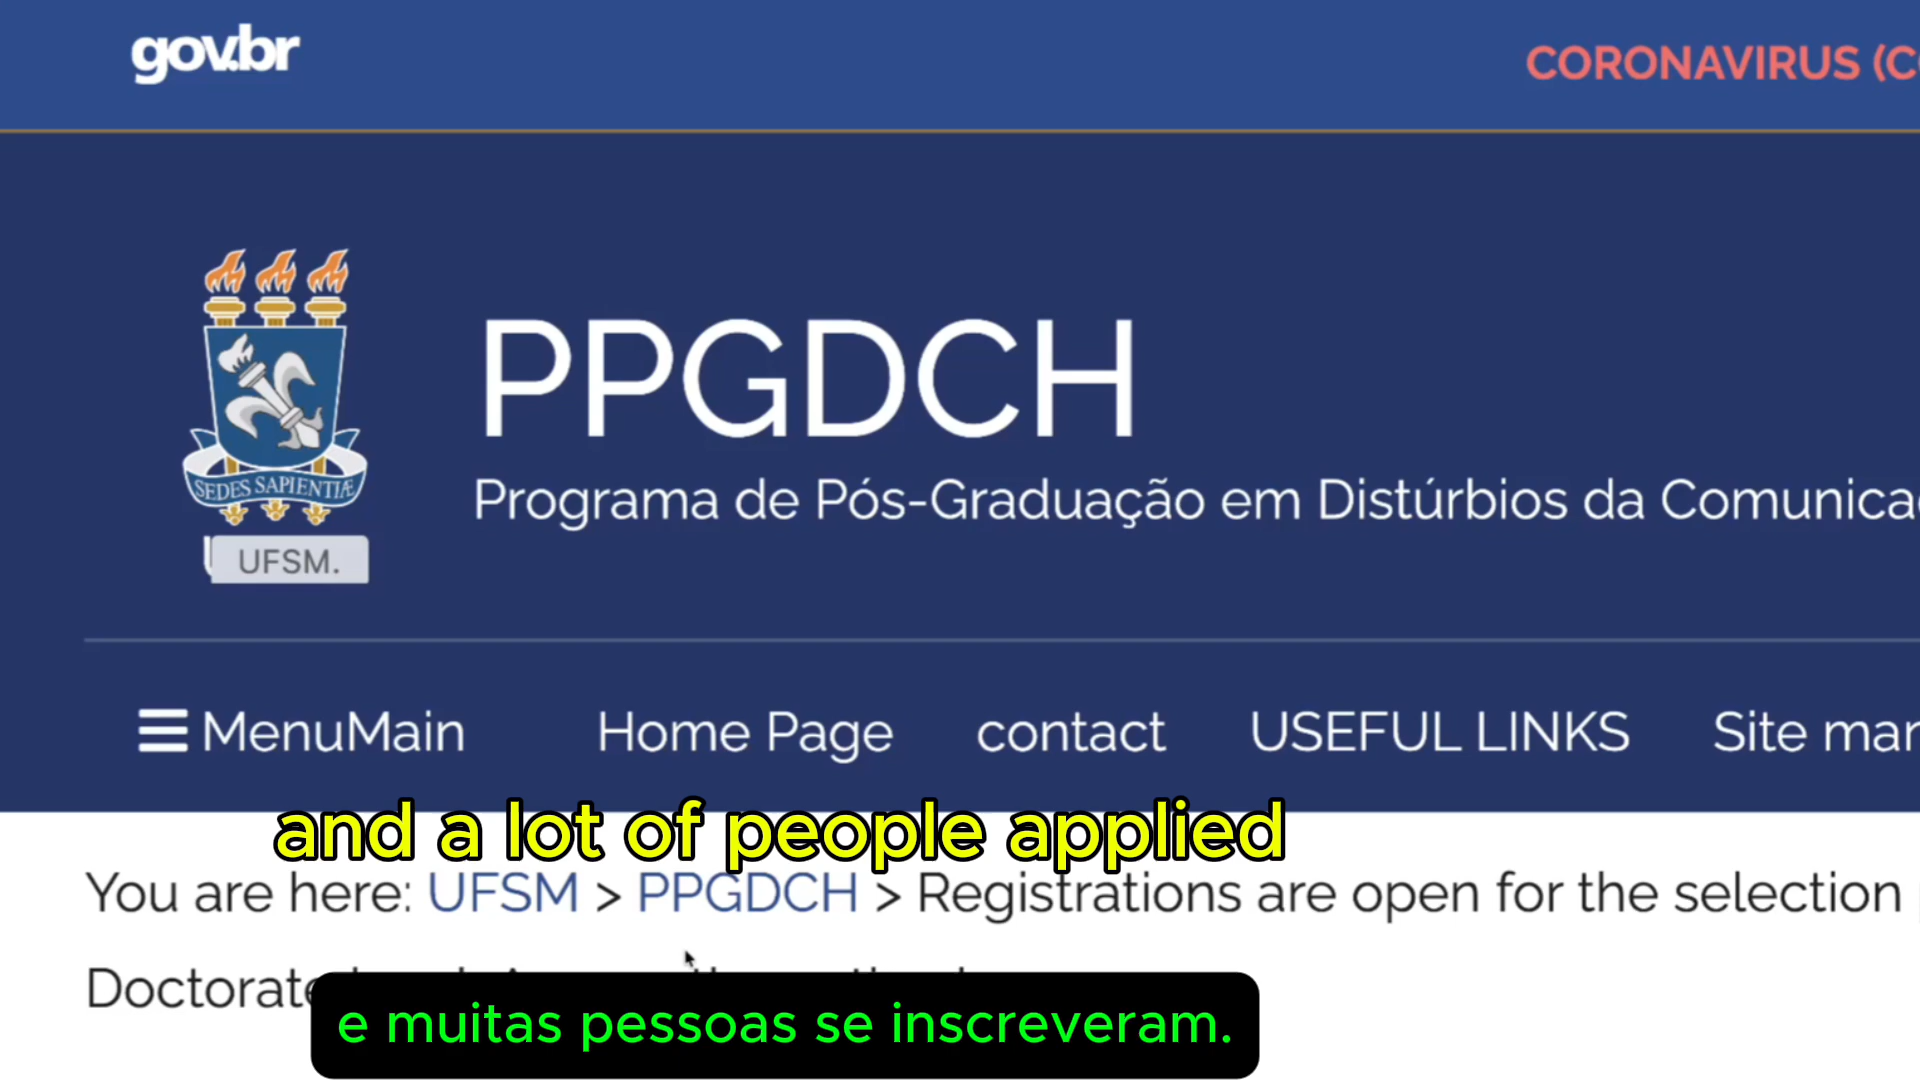 gov.br
CORONAVIRUS (C
SEDES SAPIENTIÆ
UFSM.
PPGDCH
Programa de Pós-Graduação em Distúrbios da Comunica
MenuMain Home Page contact USEFUL LINKS Site ma
and a lot of people applied
You are here: UFSM > PPGDCH > Registrations are open for the selection
Doctorate
e muitas pessoas se inscreveram.